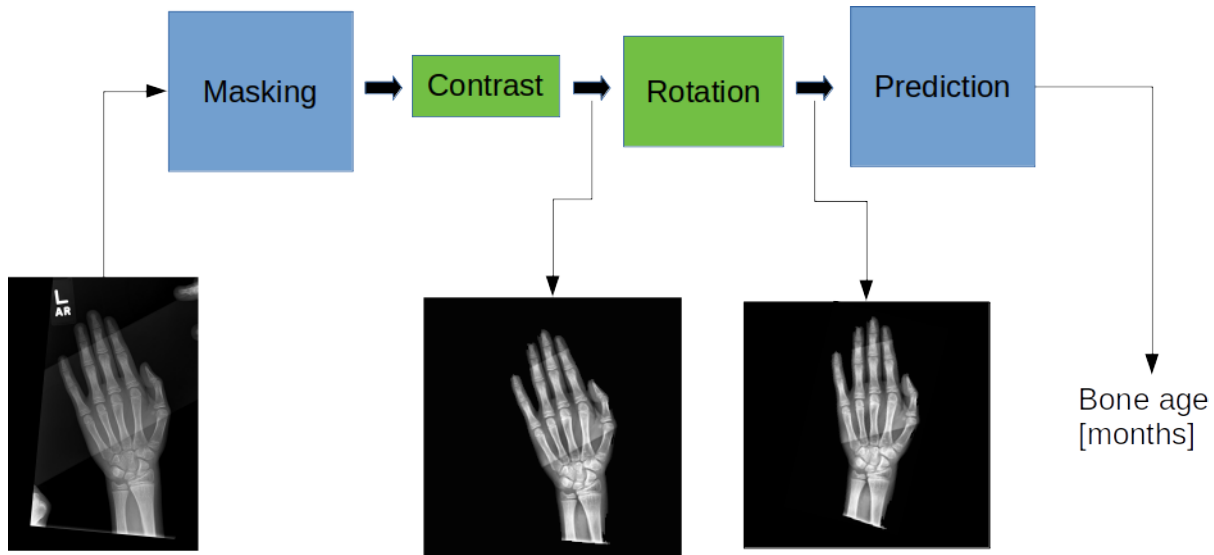 Masking
Contrast
Rotation
Prediction
L
AR
Bone age
[months]